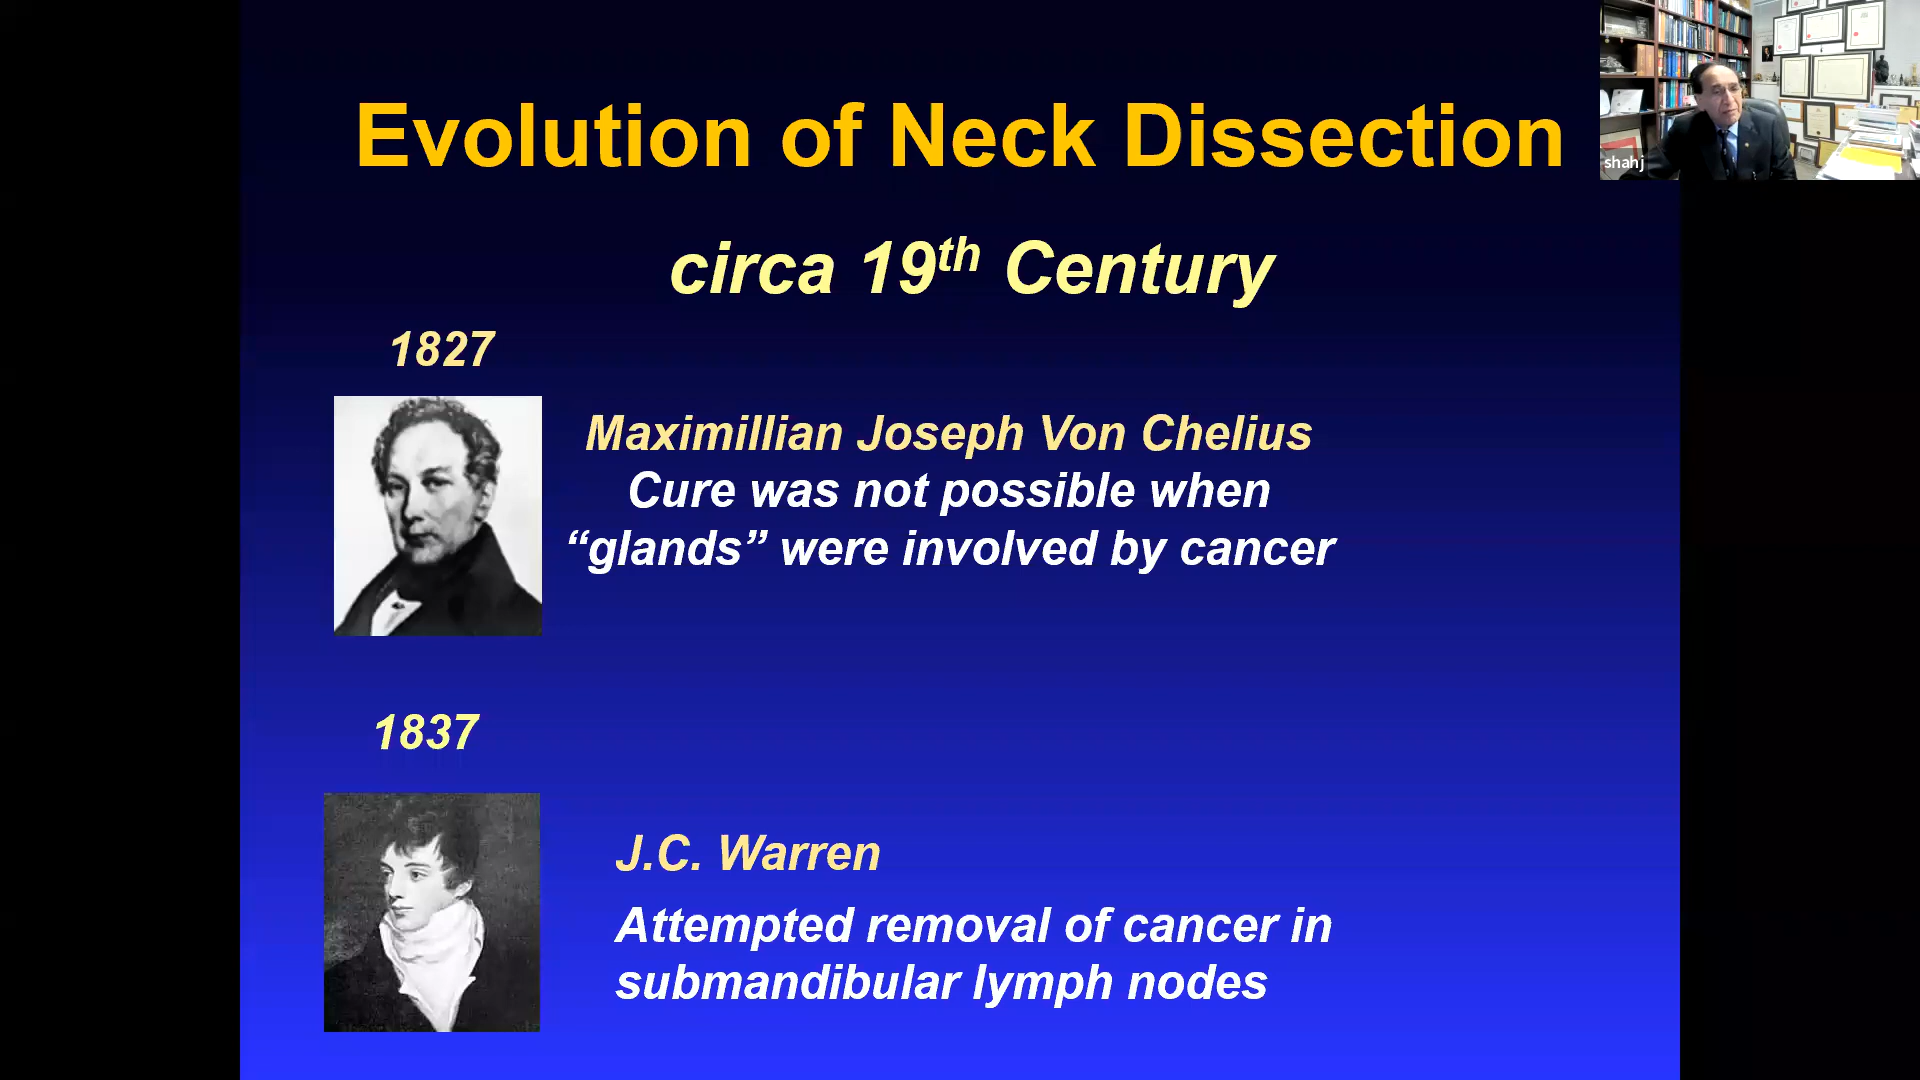 Evolution of Neck Dissection
shahj
circa 19th Century
1827
Maximillian Joseph Von Chelius
Cure was not possible when
“glands” were involved by cancer
1837
J.C. Warren
Attempted removal of cancer in
submandibular lymph nodes